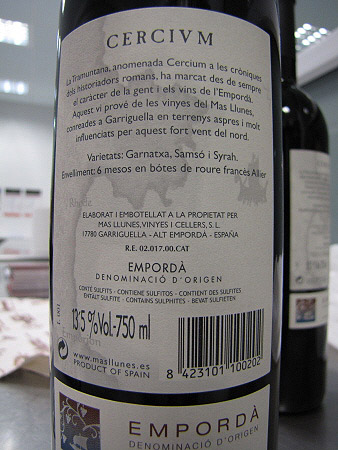 CERCIVM
La Tramuntana, anomenada Cercium a les cròniques
dels historiadors romans, ha marcat des de sempre
el caràcter de la gent i els vins de l'Empordà.
Aquest vi prové de les vinyes del Mas Llunes,
conreades a Garriguella en terrenys aspres i molt
influenciats per aquest fort vent del nord.
Varietats: Garnatxa, Samsó i Syrah.
Envelliment: 6 mesos en bótes de roure francès Allier
Rhode
ELABORAT I EMBOTELLAT A LA PROPIETAT PER
MAS LLUNES, VINYES I CELLERS, S. L.
17780 GARRIGUELLA - ALT EMPORDÀ - ESPAÑA
R.E. 02.017.00.CAT
EMPORDÀ
DENOMINACIÓ D'ORIGEN
CONTÉ SULFITS - CONTIENE SULFITOS - CONTIENT DES SULFITES
ENTALT SULFITE - CONTAINS SULPHITES - BEVAT SULFIETEN
13'5 %Vol.-750 ml
www.masllunes.es
PRODUCT OF SPAIN
8 423101 100202
EMPORDÀ
DENOMINACIÓ D'ORIGEN